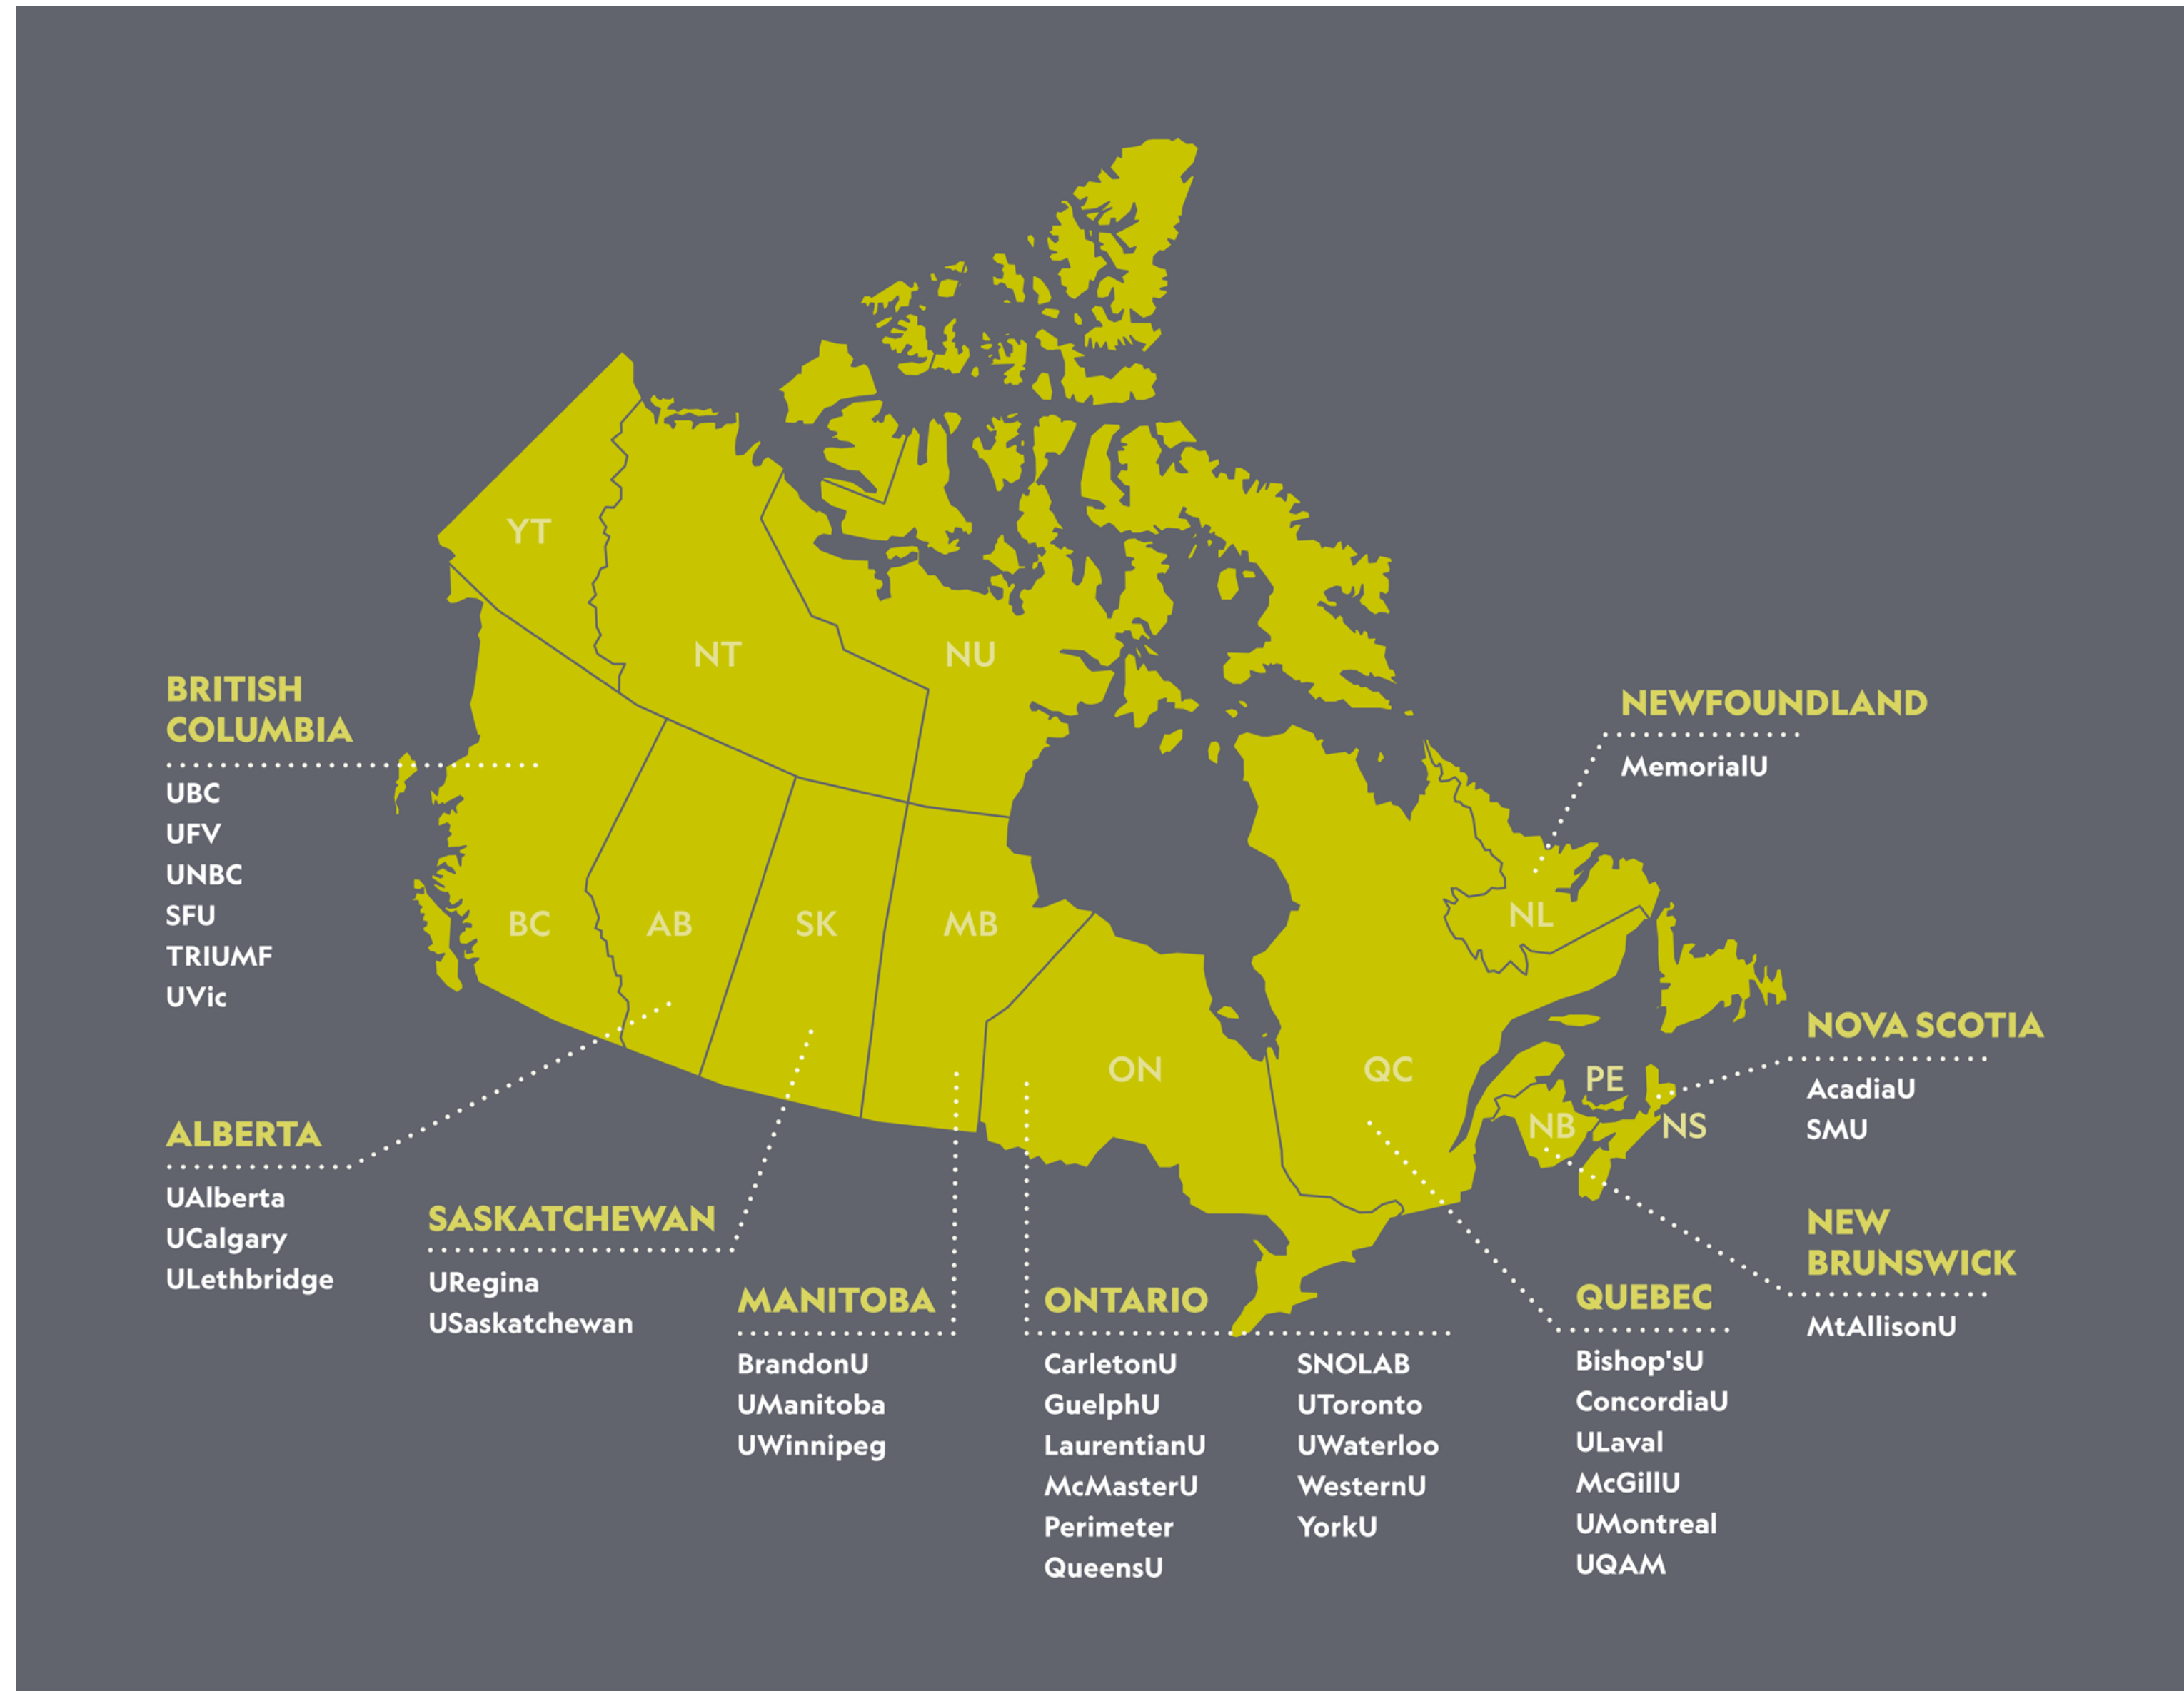 YT
NT
NU
BC
AB
SK
MB
ON
QC
NL
PE
NB
NS
BRITISH
COLUMBIA
UBC
UFV
UNBC
SFU
TRIUMF
UVic
ALBERTA
UAlberta
UCalgary
ULethbridge
SASKATCHEWAN
URegina
USaskatchewan
MANITOBA
BrandonU
UManitoba
UWinnipeg
ONTARIO
CarletonU
GuelphU
LaurentianU
McMasterU
Perimeter
QueensU
SNOLAB
UToronto
UWaterloo
WesternU
YorkU
QUEBEC
Bishop'sU
ConcordiaU
ULaval
McGillU
UMontreal
UQAM
NEW
BRUNSWICK
MtAllisonU
NOVA SCOTIA
AcadiaU
SMU
NEWFOUNDLAND
MemorialU